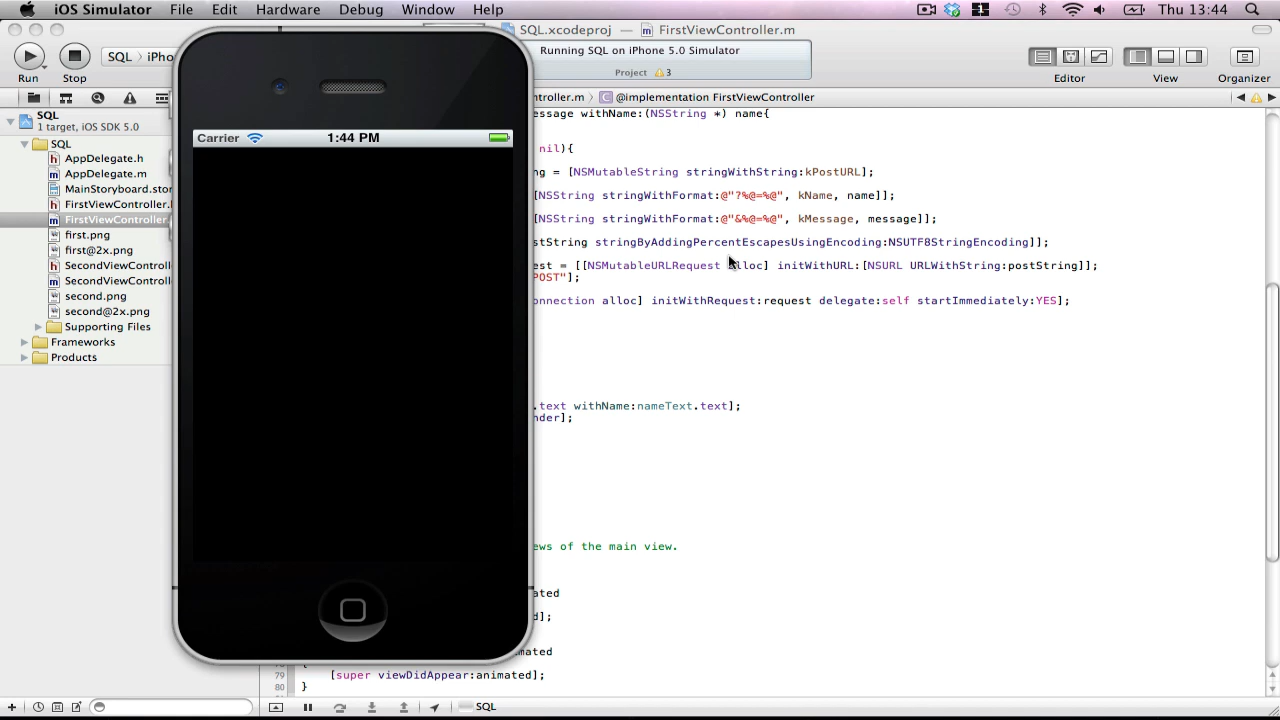 iOS Simulator File Edit Hardware Debug Window Help Thu 13:44
SQL.xcodeproj — FirstViewController.m
Running SQL on iPhone 5.0 Simulator
Project 3
Run Stop SQL iPho Editor View Organizer
ntroller.m @implementation FirstViewController
SQL
1 target, iOS SDK 5.0
SQL
AppDelegate.h
AppDelegate.m
MainStoryboard.stor
FirstViewController.
FirstViewController.
first.png
first@2x.png
SecondViewControll
SecondViewControll
second.png
second@2x.png
Supporting Files
Frameworks
Products
Carrier 1:44 PM
essage withName:(NSString *) name{
nil){
ng = [NSMutableString stringWithString:kPostURL];
[NSString stringWithFormat:@"?%@=%@", kName, name]];
[NSString stringWithFormat:@"&%@=%@", kMessage, message]];
stString stringByAddingPercentEscapesUsingEncoding:NSUTF8StringEncoding]];
est = [[NSMutableURLRequest alloc] initWithURL:[NSURL URLWithString:postString]];
POST"];
onnection alloc] initWithRequest:request delegate:self startImmediately:YES];
.text withName:nameText.text];
nder];
ews of the main view.
ated
d];
ated
79 [super viewDidAppear:animated];
80 }
SQL